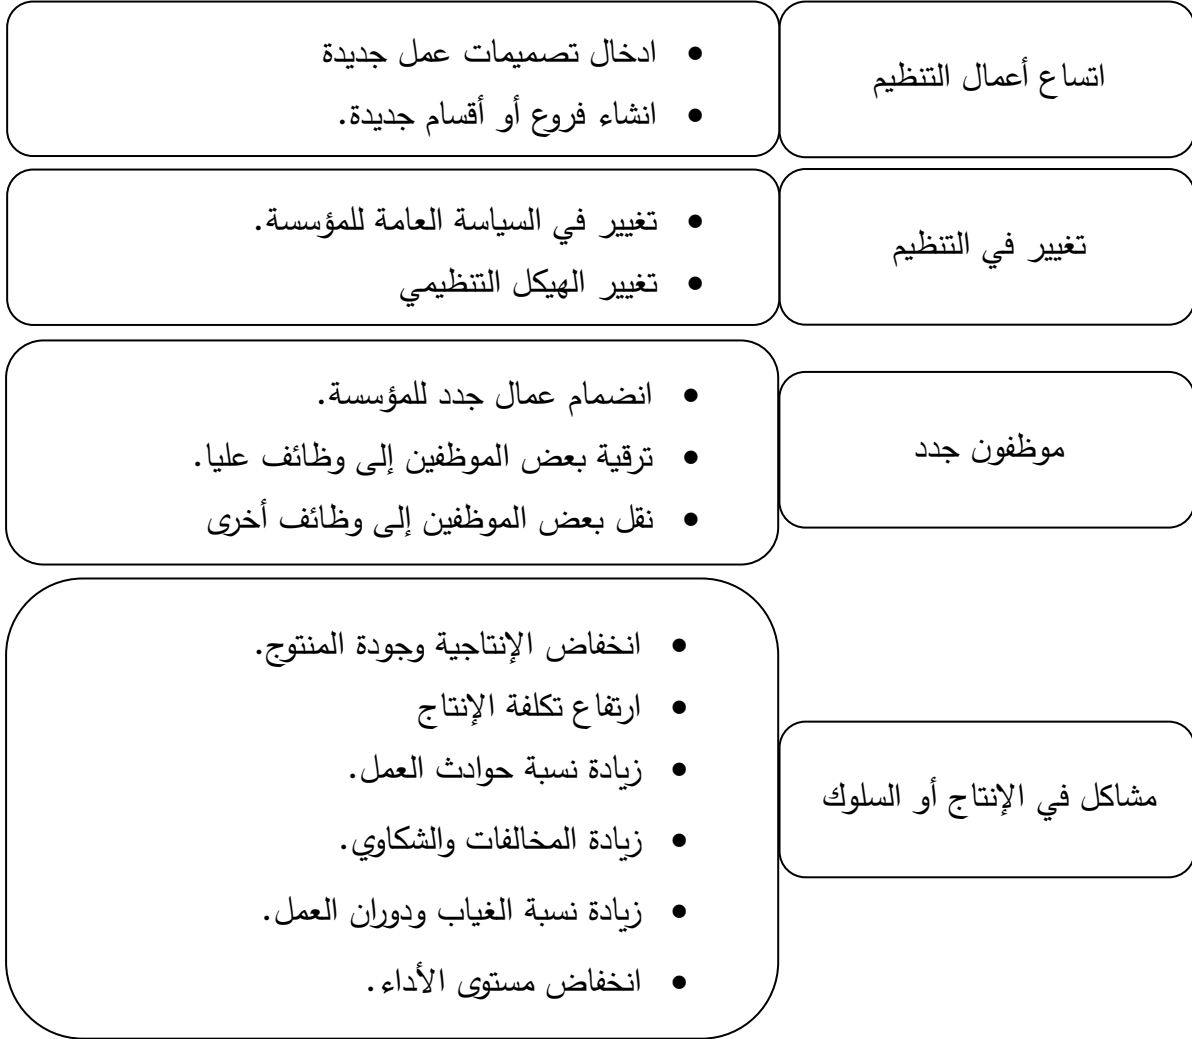 اتساع أعمال التنظيم
• ادخال تصميمات عمل جديدة
• انشاء فروع أو أقسام جديدة.
تغيير في التنظيم
• تغيير في السياسة العامة للمؤسسة.
• تغيير الهيكل التنظيمي
موظفون جدد
• انضمام عمال جدد للمؤسسة.
• ترقية بعض الموظفين إلى وظائف عليا.
• نقل بعض الموظفين إلى وظائف أخرى
مشاكل في الإنتاج أو السلوك
• انخفاض الإنتاجية وجودة المنتوج.
• ارتفاع تكلفة الإنتاج
• زيادة نسبة حوادث العمل.
• زيادة المخالفات والشكاوي.
• زيادة نسبة الغياب ودوران العمل.
• انخفاض مستوى الأداء.